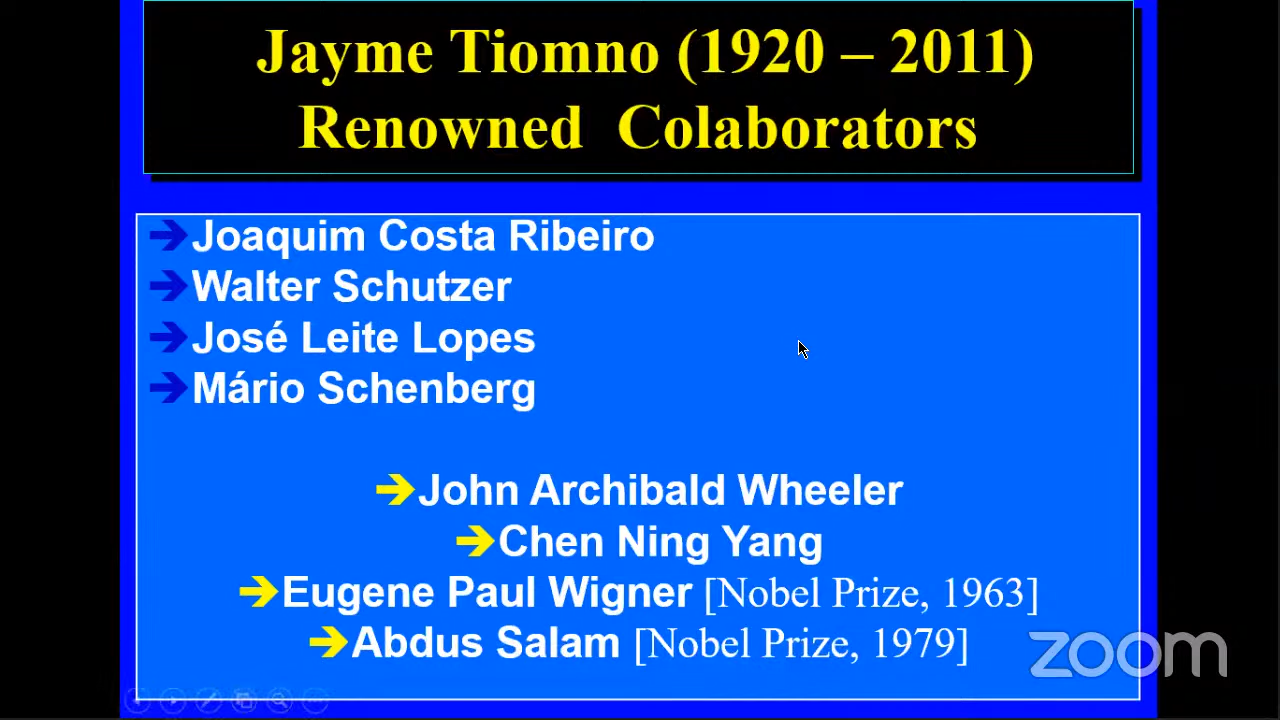 Jayme Tiomno (1920 – 2011)
Renowned Colaborators
➔Joaquim Costa Ribeiro
➔Walter Schutzer
➔José Leite Lopes
➔Mário Schenberg
➔John Archibald Wheeler
➔Chen Ning Yang
➔Eugene Paul Wigner [Nobel Prize, 1963]
➔Abdus Salam [Nobel Prize, 1979]
zoom